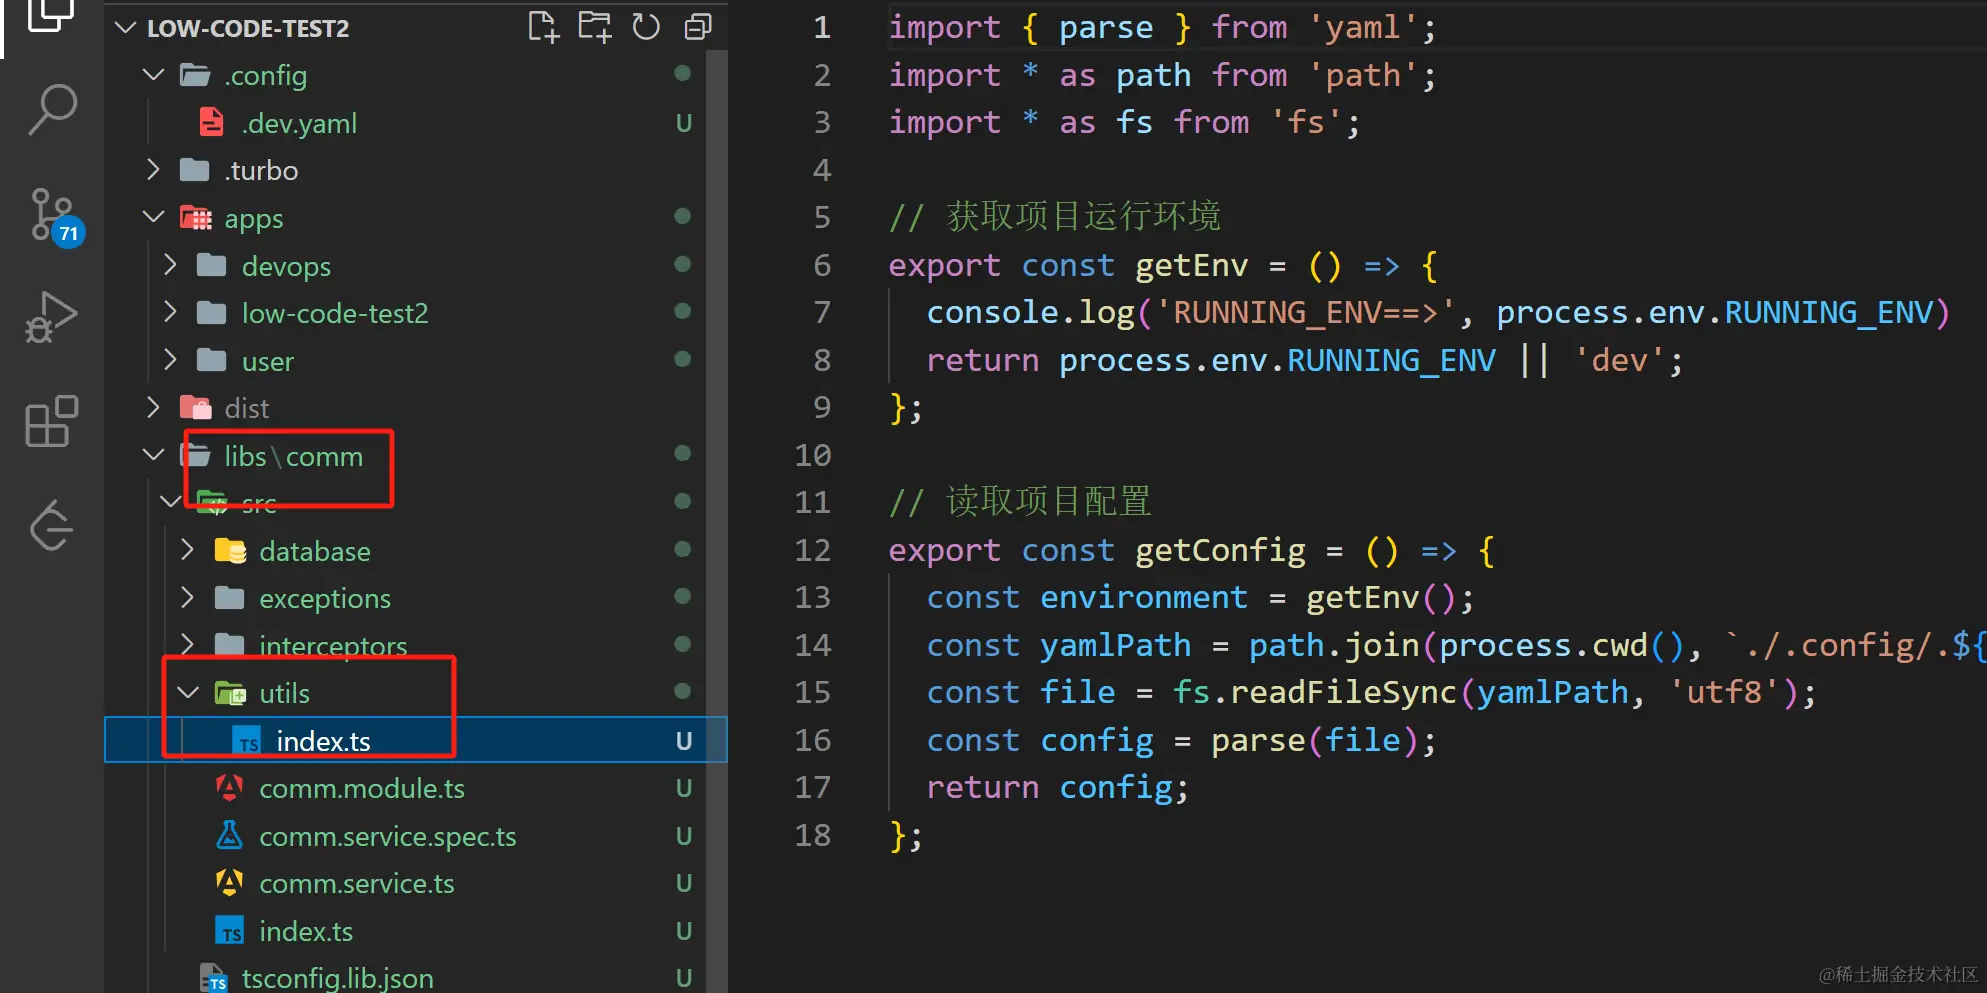 LOW-CODE-TEST2
.config
.dev.yaml U
.turbo
apps
devops
low-code-test2
user
dist
libs\comm
src
database
exceptions
interceptors
utils
TS index.ts U
comm.module.ts U
comm.service.spec.ts U
comm.service.ts U
TS index.ts U
TS tsconfig.lib.json U
71
1 import { parse } from 'yaml';
2 import * as path from 'path';
3 import * as fs from 'fs';
4
5 // 获取项目运行环境
6 export const getEnv = () => {
7 console.log('RUNNING_ENV==>', process.env.RUNNING_ENV)
8 return process.env.RUNNING_ENV || 'dev';
9 };
10
11 // 读取项目配置
12 export const getConfig = () => {
13 const environment = getEnv();
14 const yamlPath = path.join(process.cwd(), `./.config/.${
15 const file = fs.readFileSync(yamlPath, 'utf8');
16 const config = parse(file);
17 return config;
18 };
@稀土掘金技术社区